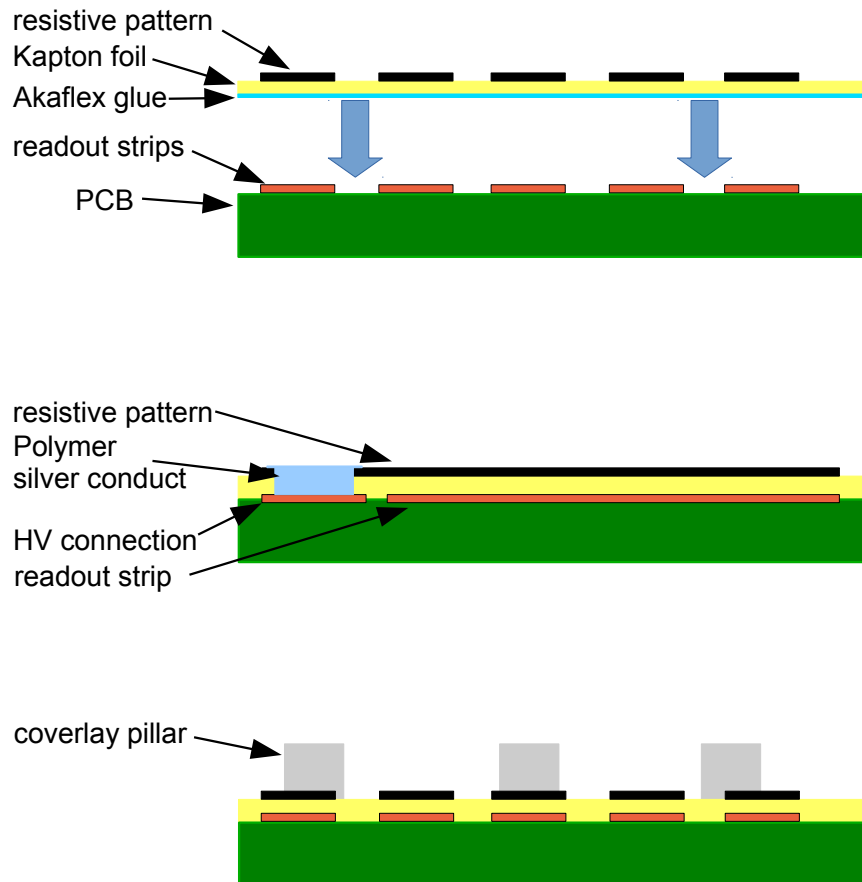 resistive pattern
Kapton foil
Akaflex glue
readout strips
PCB
resistive pattern
Polymer
silver conduct
HV connection
readout strip
coverlay pillar